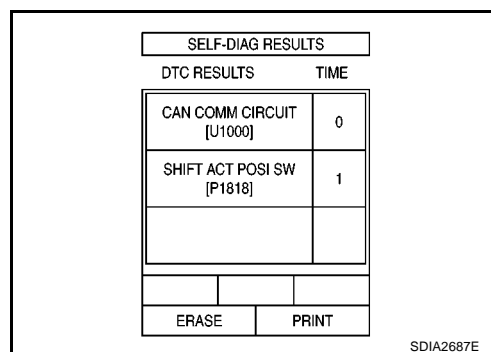 SELF-DIAG RESULTS
DTC RESULTS TIME
CAN COMM CIRCUIT 0
[U1000]
SHIFT ACT POSI SW 1
[P1818]
ERASE PRINT
SDIA2687E